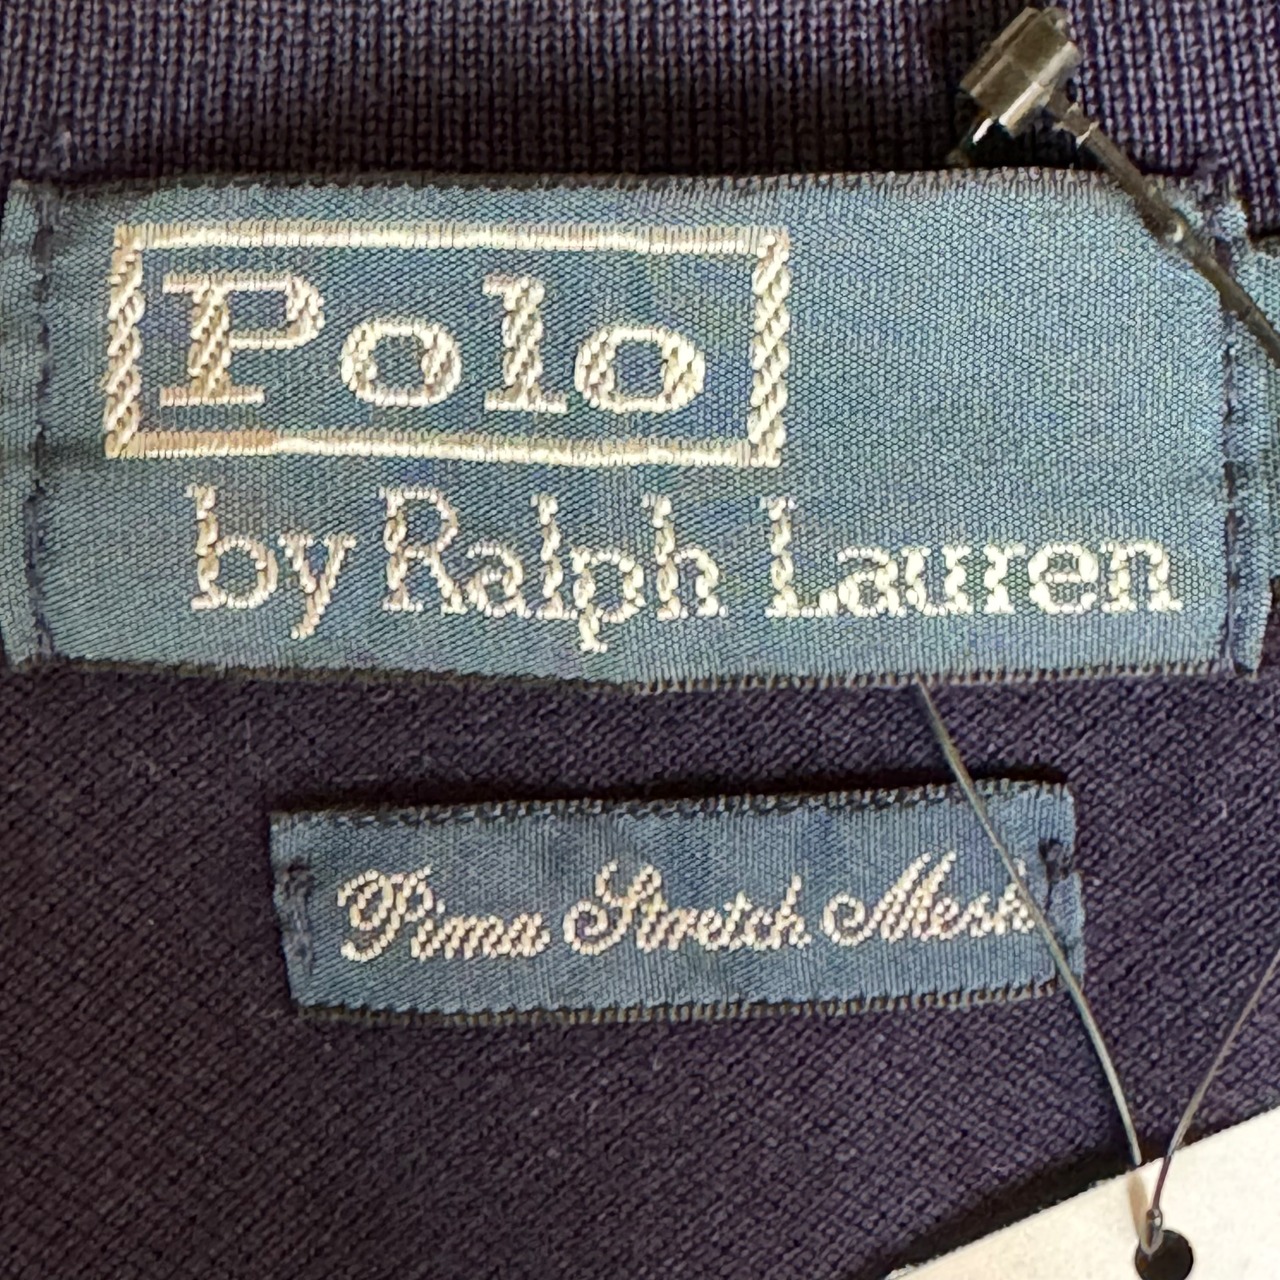 Polo
by Ralph Lauren
Pima Stretch Mesh